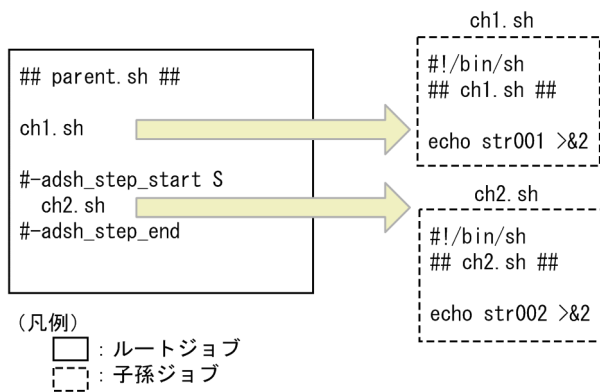 ## parent.sh ##
ch1.sh
#-adsh_step_start S
ch2.sh
#-adsh_step_end
ch1.sh
#!/bin/sh
## ch1.sh ##
echo str001 >&2
ch2.sh
#!/bin/sh
## ch2.sh ##
echo str002 >&2
(凡例)
：ルートジョブ
：子孫ジョブ